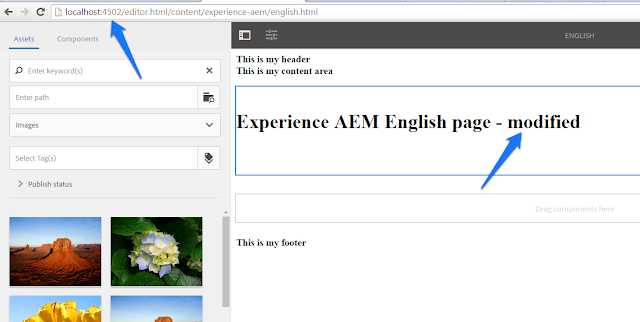 localhost:4502/editor.html/content/experience-aem/english.html
Assets
Components
Enter keyword(s)
Enter path
Images
Select Tag(s)
Publish status
ENGLISH
This is my header
This is my content area
Experience AEM English page - modified
Drag components here
This is my footer